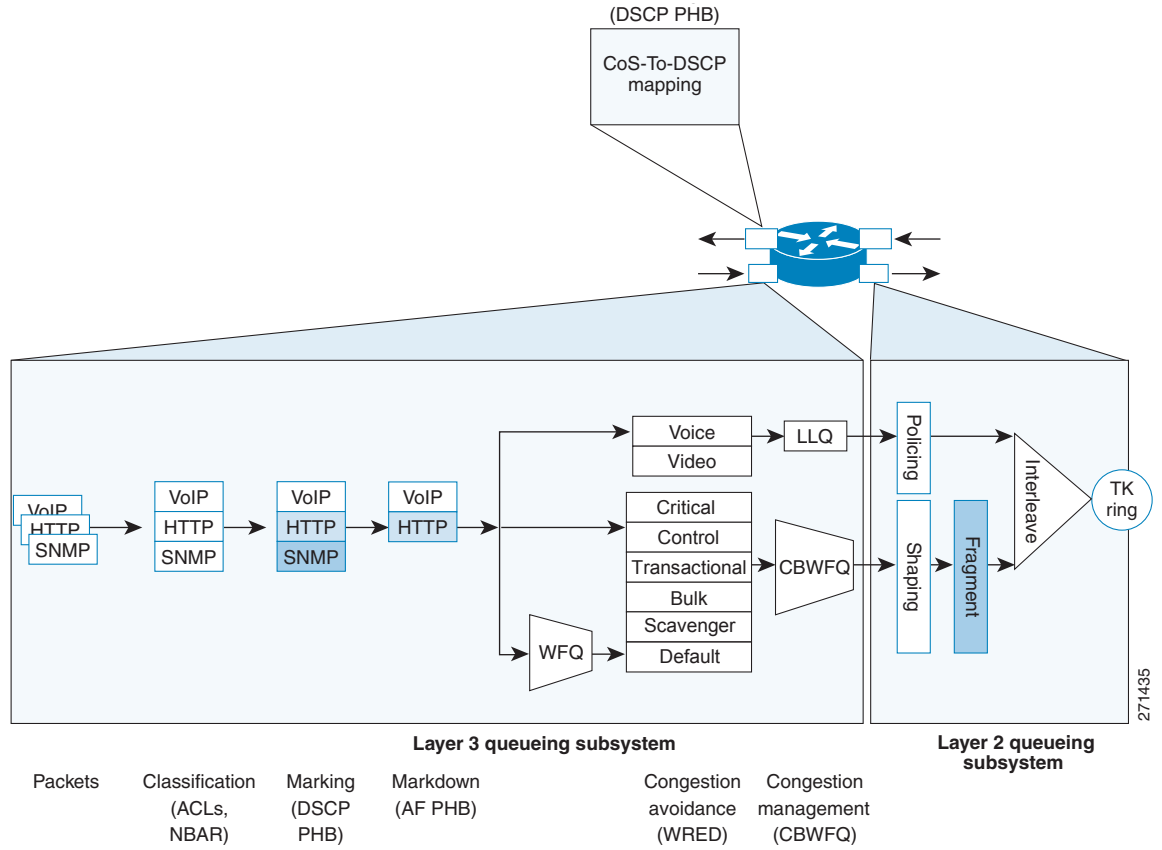 (DSCP PHB)
CoS-To-DSCP
mapping
Voice
Video
LLQ
Policing
Interleave
TK
ring
VoIP
HTTP
SNMP
VoIP
HTTP
SNMP
VoIP
HTTP
SNMP
VoIP
HTTP
Critical
Control
Transactional
Bulk
Scavenger
Default
CBWFQ
Shaping
Fragment
WFQ
271435
Layer 3 queueing subsystem
Layer 2 queueing
subsystem
Packets
Classification
(ACLs,
NBAR)
Marking
(DSCP
PHB)
Markdown
(AF PHB)
Congestion
avoidance
(WRED)
Congestion
management
(CBWFQ)